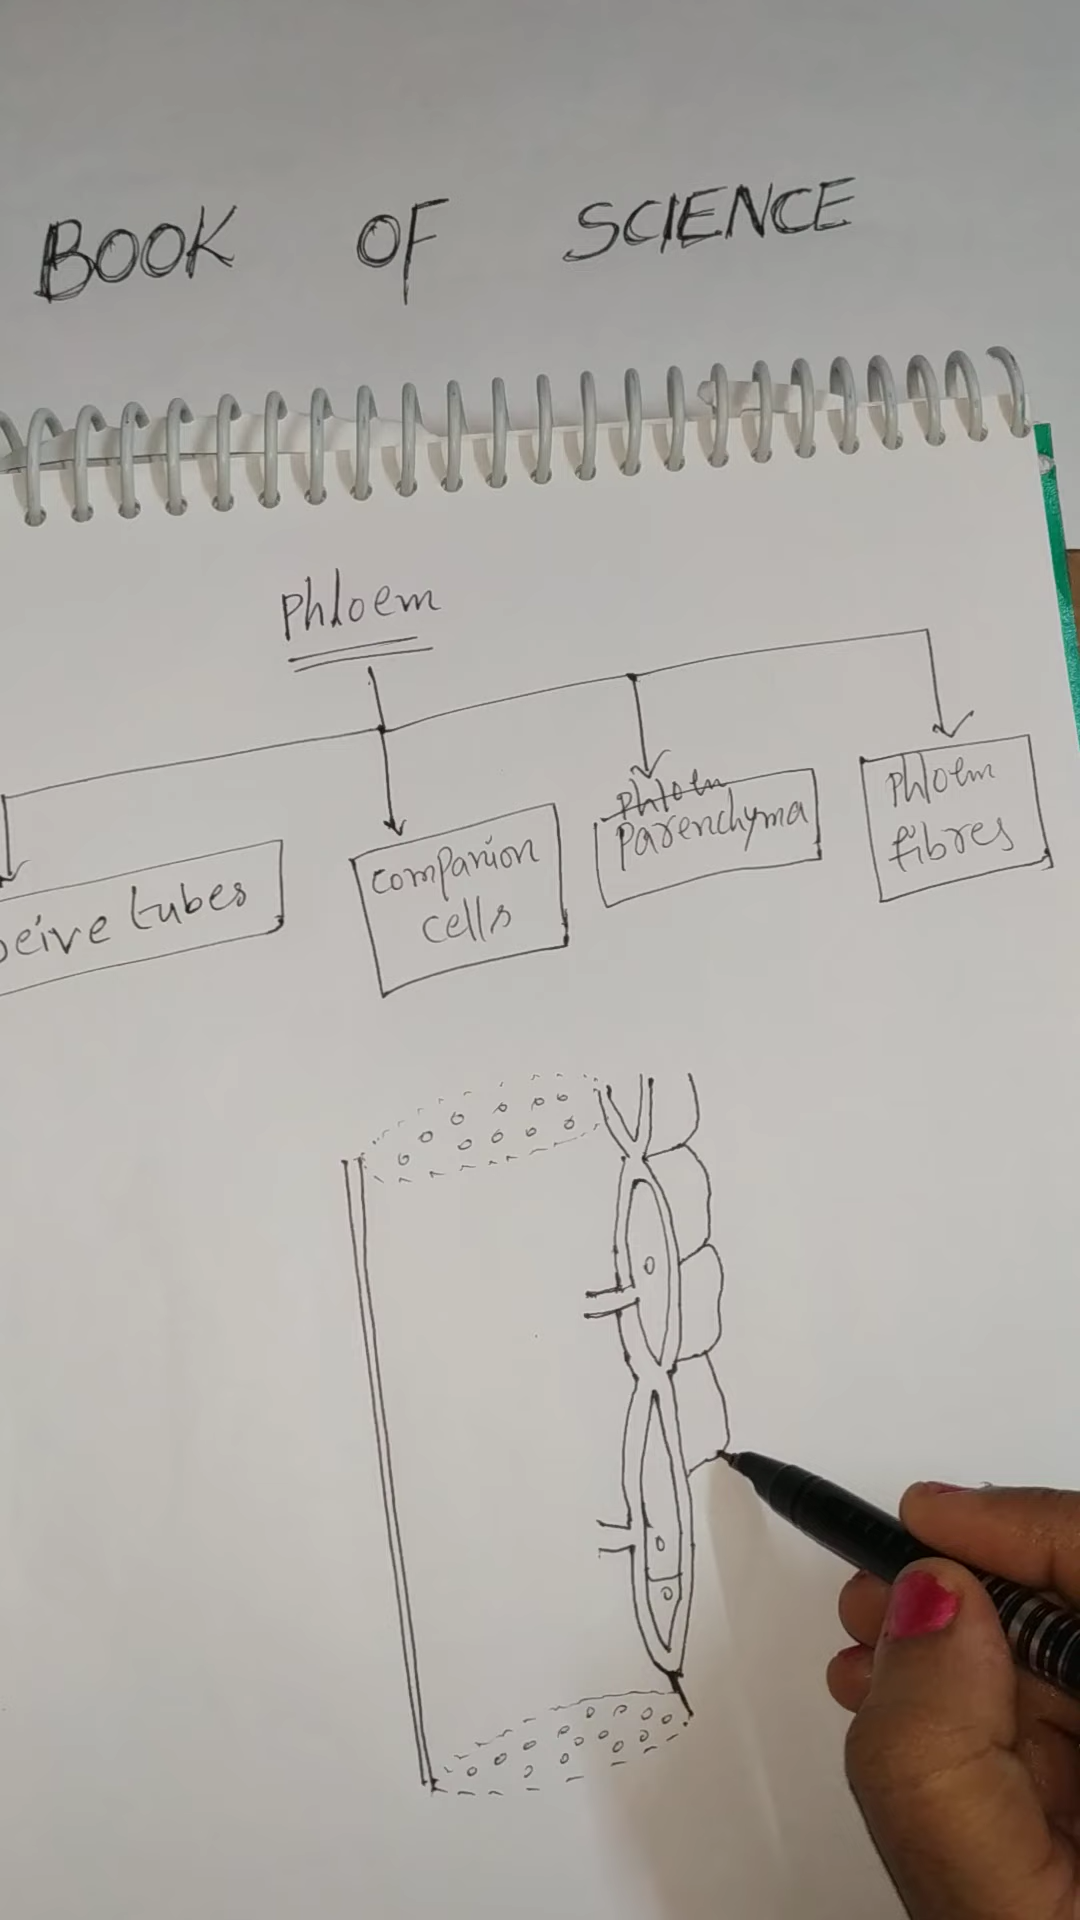 BOOK OF SCIENCE
Phloem
eive tubes
companion
cells
Phloem
Parenchyma
Phloem
fibres